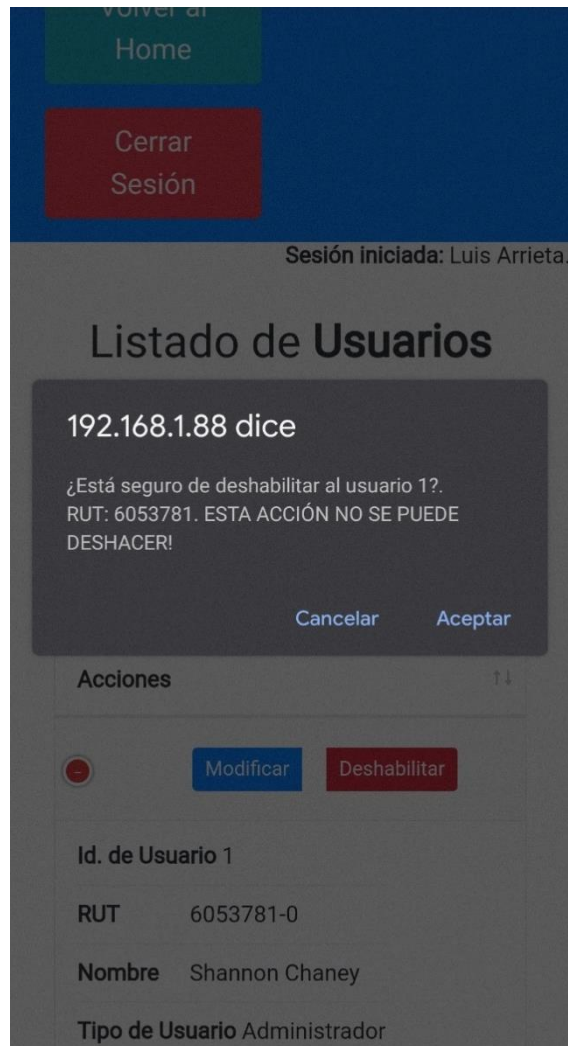 Volver al
Home
Cerrar
Sesión
Sesión iniciada: Luis Arrieta.
Listado de Usuarios
192.168.1.88 dice
¿Está seguro de deshabilitar al usuario 1?.
RUT: 6053781. ESTA ACCIÓN NO SE PUEDE
DESHACER!
Cancelar Aceptar
Acciones
Modificar Deshabilitar
Id. de Usuario 1
RUT 6053781-0
Nombre Shannon Chaney
Tipo de Usuario Administrador